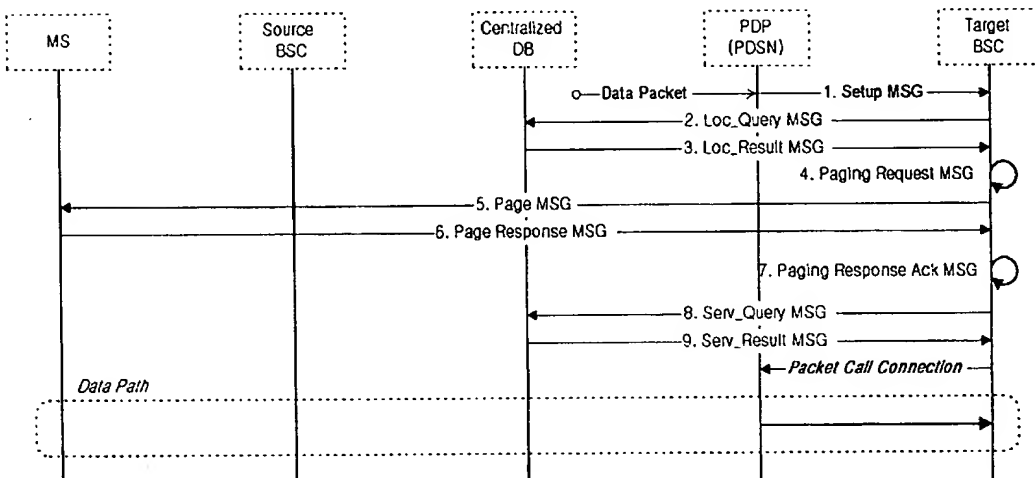 MS
Source
BSC
Centralized
DB
PDP
(PDSN)
Target
BSC
Data Packet
1. Setup MSG
2. Loc_Query MSG
3. Loc_Result MSG
4. Paging Request MSG
5. Page MSG
6. Page Response MSG
7. Paging Response Ack MSG
8. Serv_Query MSG
9. Serv_Result MSG
Packet Call Connection
Data Path